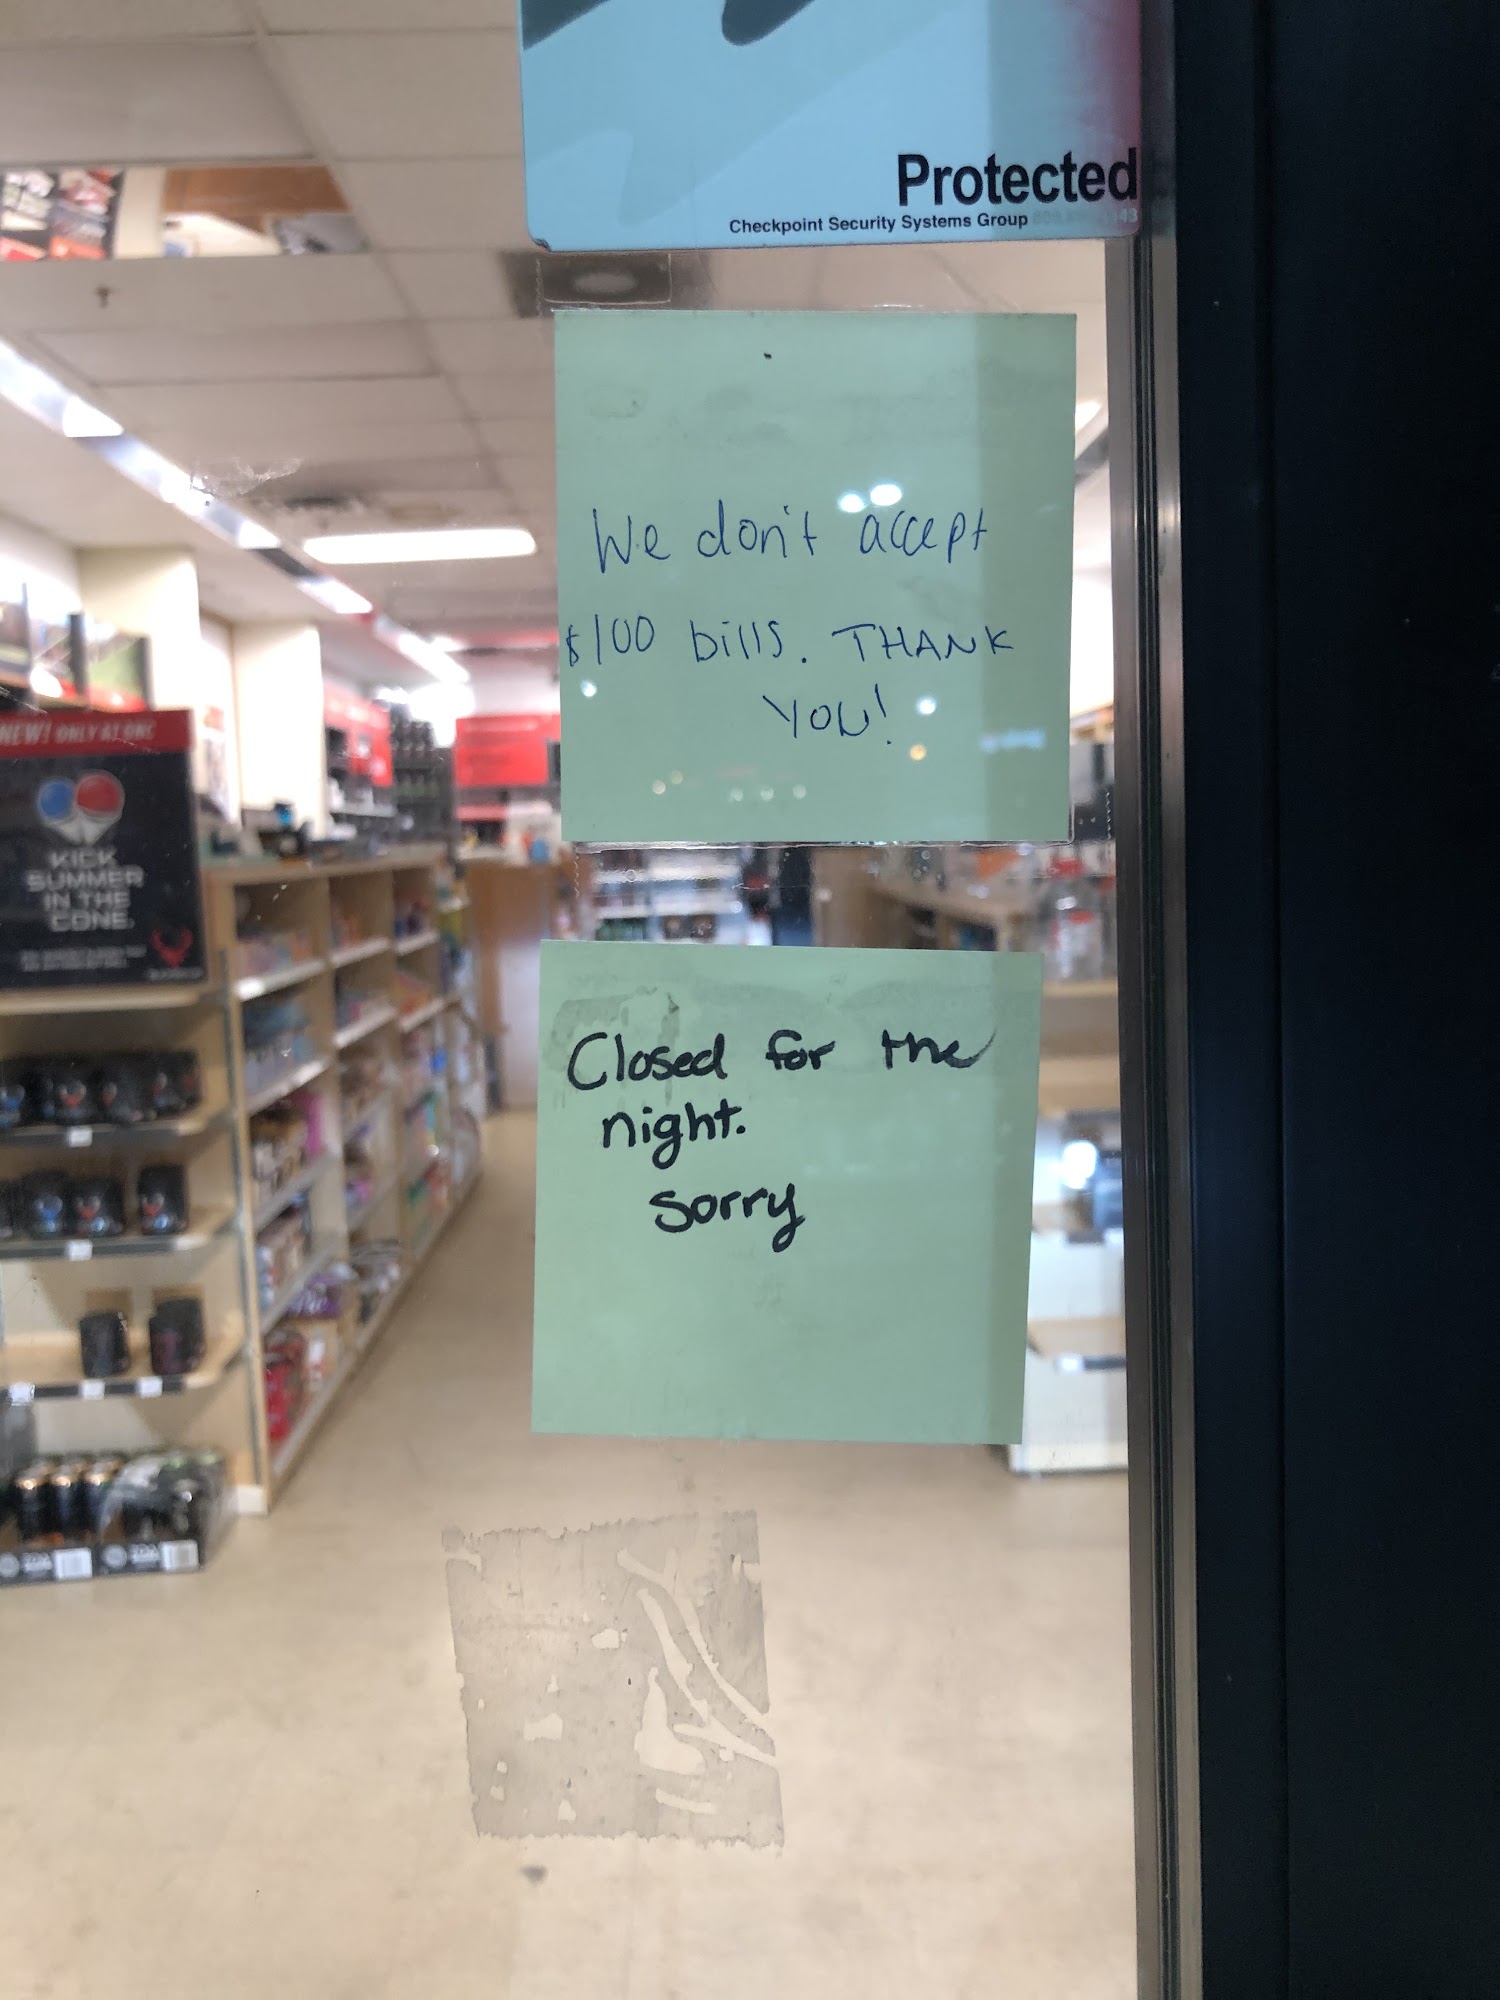 Protected
Checkpoint Security Systems Group
We don't accept
$100 bills. THANK
YOU!
Closed for the
night.
sorry
NEW! ONLY AT GNC
KICK
SUMMER
IN THE
CONE.